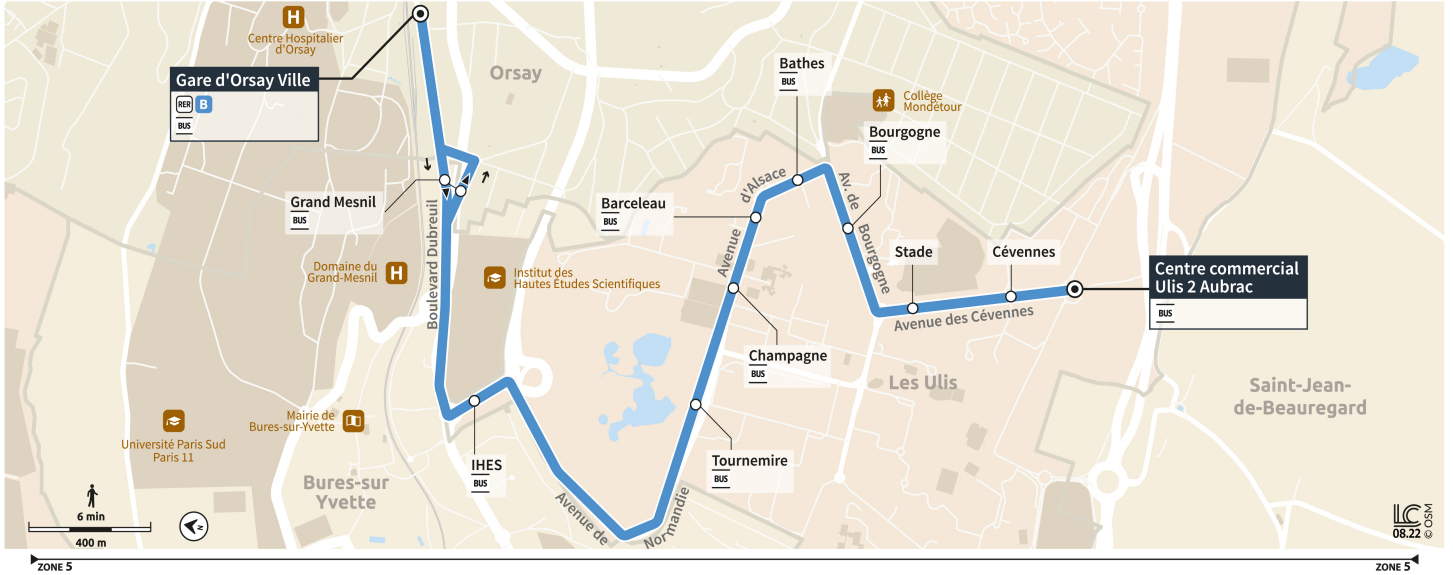 H
Centre Hospitalier
d'Orsay
Gare d'Orsay Ville
RER B
BUS
Orsay
Bathes
BUS
Collège
Mondétour
Bourgogne
BUS
Grand Mesnil
BUS
Barceleau
BUS
Avenue
d'Alsace
Av. de
Bourgogne
Boulevard Dubreuil
Domaine du
Grand-Mesnil
H
Institut des
Hautes Études Scientifiques
Stade
Cévennes
Centre commercial
Ulis 2 Aubrac
BUS
Avenue des Cévennes
Champagne
BUS
Les Ulis
Saint-Jean-
de-Beauregard
Mairie de
Bures-sur-Yvette
Université Paris Sud
Paris 11
Bures-sur
Yvette
IHES
BUS
Tournemire
BUS
Avenue de
Normandie
6 min
400 m
N
LC
08.22 © OSM
ZONE 5
ZONE 5